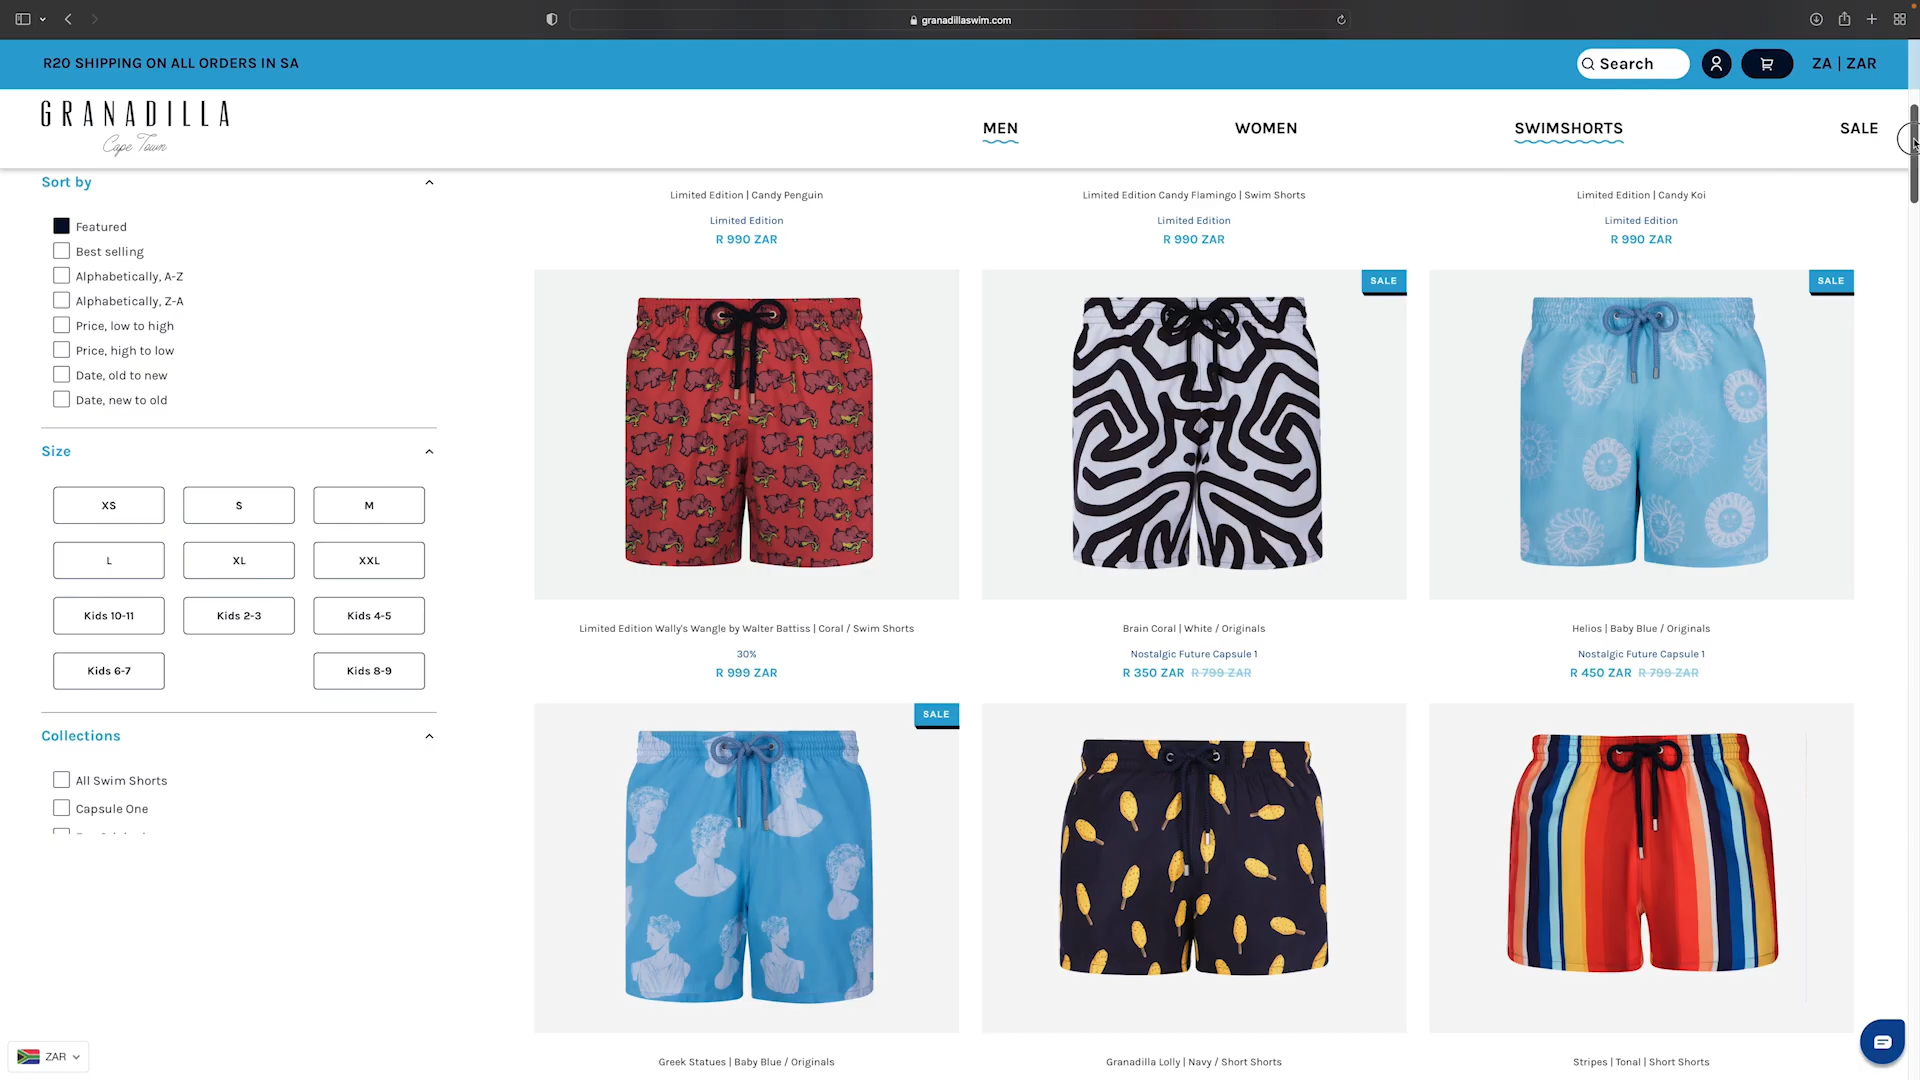 granadillaswim.com
R20 SHIPPING ON ALL ORDERS IN SA
Search
ZA | ZAR
GRANADILLA
Cape Town
MEN
WOMEN
SWIMSHORTS
SALE
Sort by
Featured
Best selling
Alphabetically, A-Z
Alphabetically, Z-A
Price, low to high
Price, high to low
Date, old to new
Date, new to old
Size
XS
S
M
L
XL
XXL
Kids 10-11
Kids 2-3
Kids 4-5
Kids 6-7
Kids 8-9
Collections
All Swim Shorts
Capsule One
ZAR
Limited Edition | Candy Penguin
Limited Edition
R 990 ZAR
Limited Edition Candy Flamingo | Swim Shorts
Limited Edition
R 990 ZAR
Limited Edition | Candy Koi
Limited Edition
R 990 ZAR
Limited Edition Wally's Wangle by Walter Battiss | Coral / Swim Shorts
30%
R 999 ZAR
SALE
Brain Coral | White / Originals
Nostalgic Future Capsule 1
R 350 ZAR R 799 ZAR
SALE
Helios | Baby Blue / Originals
Nostalgic Future Capsule 1
R 450 ZAR R 799 ZAR
SALE
Greek Statues | Baby Blue / Originals
Granadilla Lolly | Navy / Short Shorts
Stripes | Tonal | Short Shorts